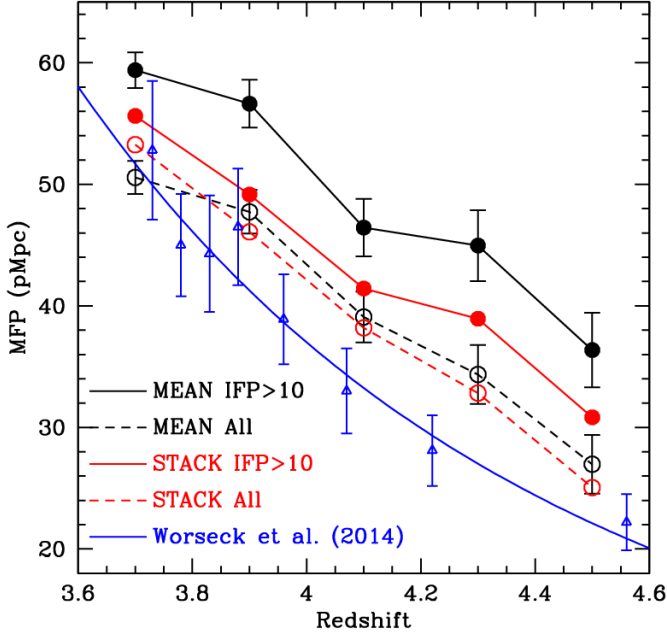 60
50
40
30
20
MFP (pMpc)
MEAN IFP>10
MEAN All
STACK IFP>10
STACK All
Worseck et al. (2014)
3.6 3.8 4 4.2 4.4 4.6
Redshift